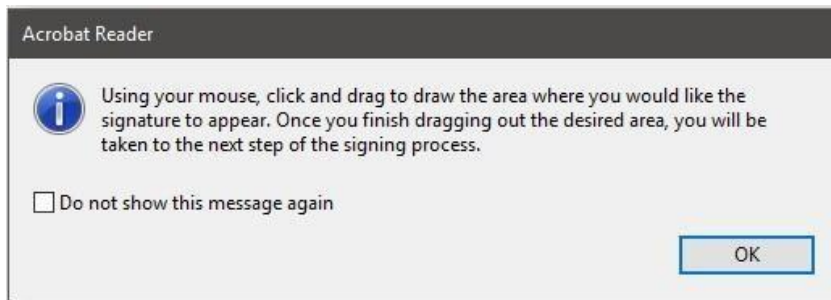 Acrobat Reader
Using your mouse, click and drag to draw the area where you would like the
signature to appear. Once you finish dragging out the desired area, you will be
taken to the next step of the signing process.
Do not show this message again
OK